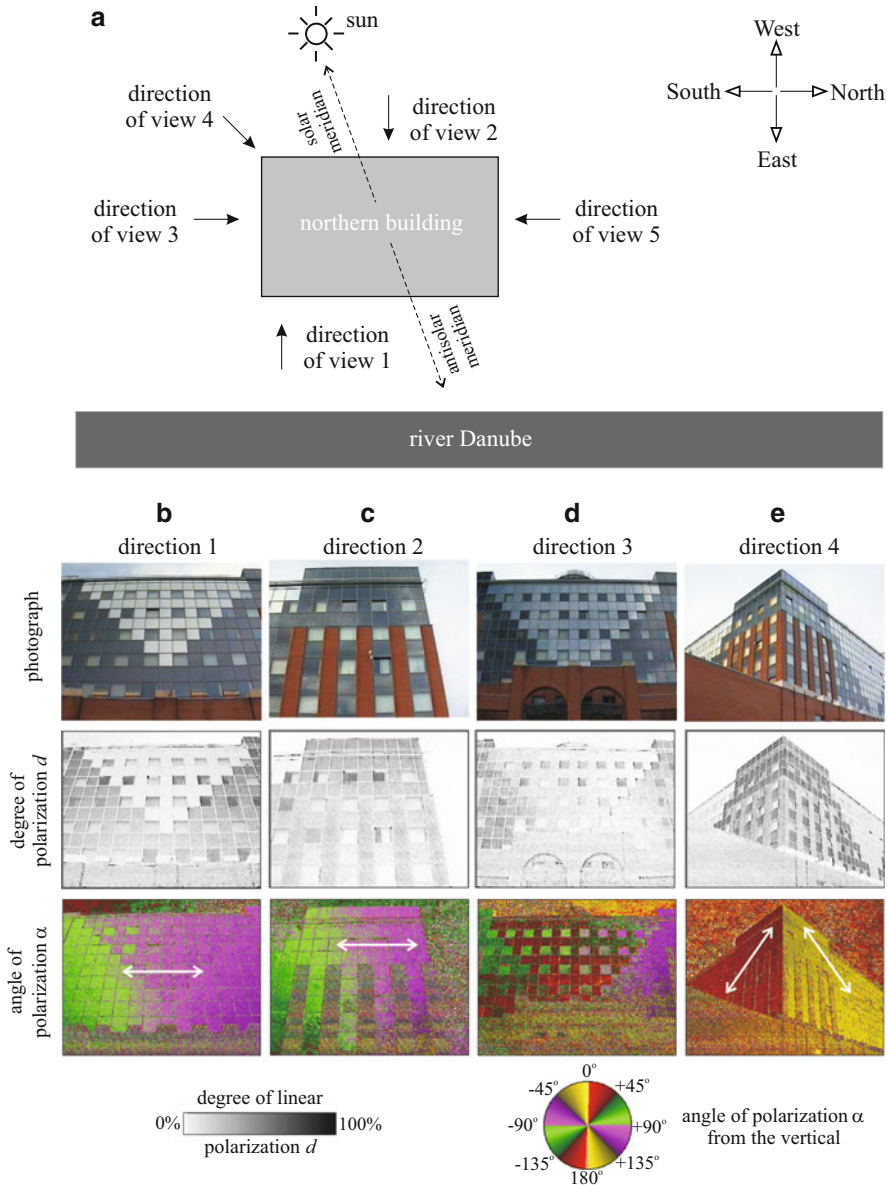 a
sun
West
South
North
East
direction
of view 4
solar
meridian
direction
of view 2
direction
of view 3
northern building
direction
of view 5
direction
of view 1
antisolar
meridian
river Danube
b
c
d
e
direction 1
direction 2
direction 3
direction 4
photograph
degree of
polarization d
angle of
polarization α
degree of linear
0%
100%
polarization d
0°
-45°
+45°
-90°
+90°
-135°
+135°
180°
angle of polarization α
from the vertical